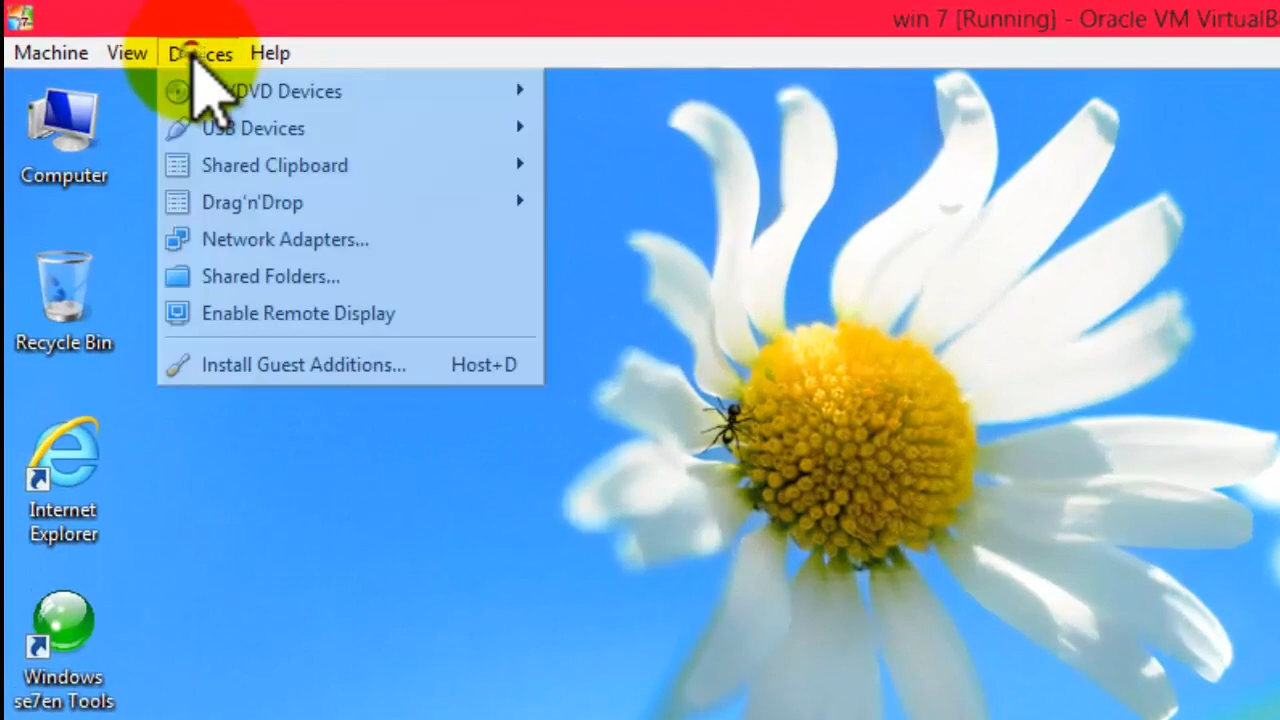 win 7 [Running] - Oracle VM VirtualB
Machine View Devices Help
/DVD Devices
USB Devices
Shared Clipboard
Drag'n'Drop
Network Adapters...
Shared Folders...
Enable Remote Display
Install Guest Additions... Host+D
Computer
Recycle Bin
Internet
Explorer
Windows
se7en Tools